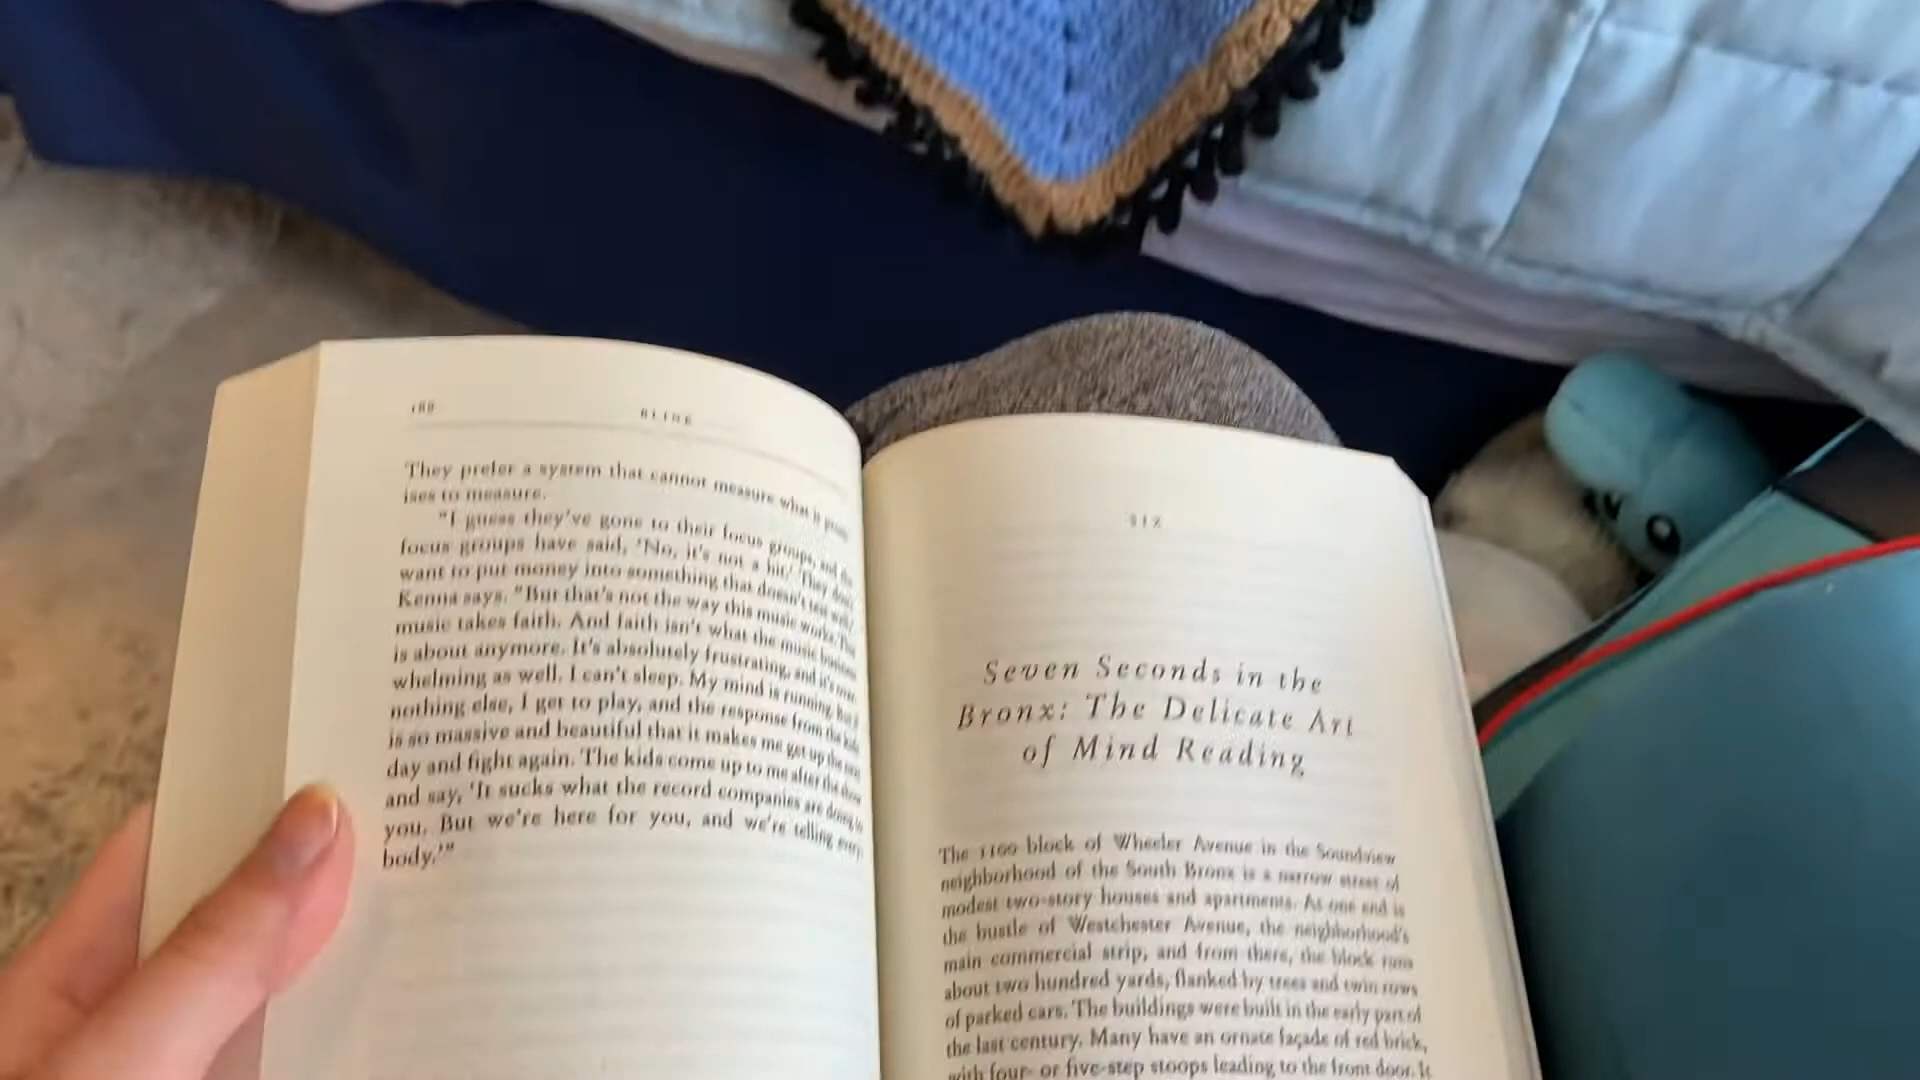 188
BLINK
They prefer a system that cannot measure what it prom-
ises to measure.
"I guess they've gone to their focus groups, and the
focus groups have said, 'No, it's not a hit.' They don't
want to put money into something that doesn't test well,"
Kenna says. "But that's not the way this music works. This
music takes faith. And faith isn't what the music business
is about anymore. It's absolutely frustrating, and it's over-
whelming as well. I can't sleep. My mind is running. But if
nothing else, I get to play, and the response from the kids
is so massive and beautiful that it makes me get up the next
day and fight again. The kids come up to me after the show
and say, 'It sucks what the record companies are doing to
you. But we're here for you, and we're telling every-
body.'"
SIX
Seven Seconds in the
Bronx: The Delicate Art
of Mind Reading
The 1100 block of Wheeler Avenue in the Soundview
neighborhood of the South Bronx is a narrow street of
modest two-story houses and apartments. At one end is
the bustle of Westchester Avenue, the neighborhood's
main commercial strip, and from there, the block runs
about two hundred yards, flanked by trees and twin rows
of parked cars. The buildings were built in the early part of
the last century. Many have an ornate façade of red brick,
with four- or five-step stoops leading to the front door. It